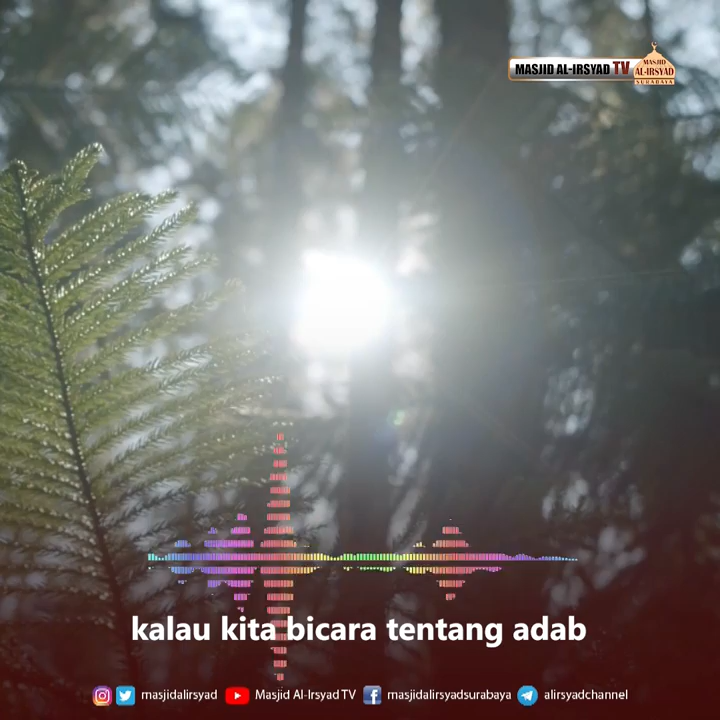 MASJID AL-IRSYAD TV
MASJID
AL-IRSYAD
SURABAYA
kalau kita bicara tentang adab
masjidalirsyad
Masjid Al-Irsyad TV
masjidalirsyadsurabaya
alirsyadchannel